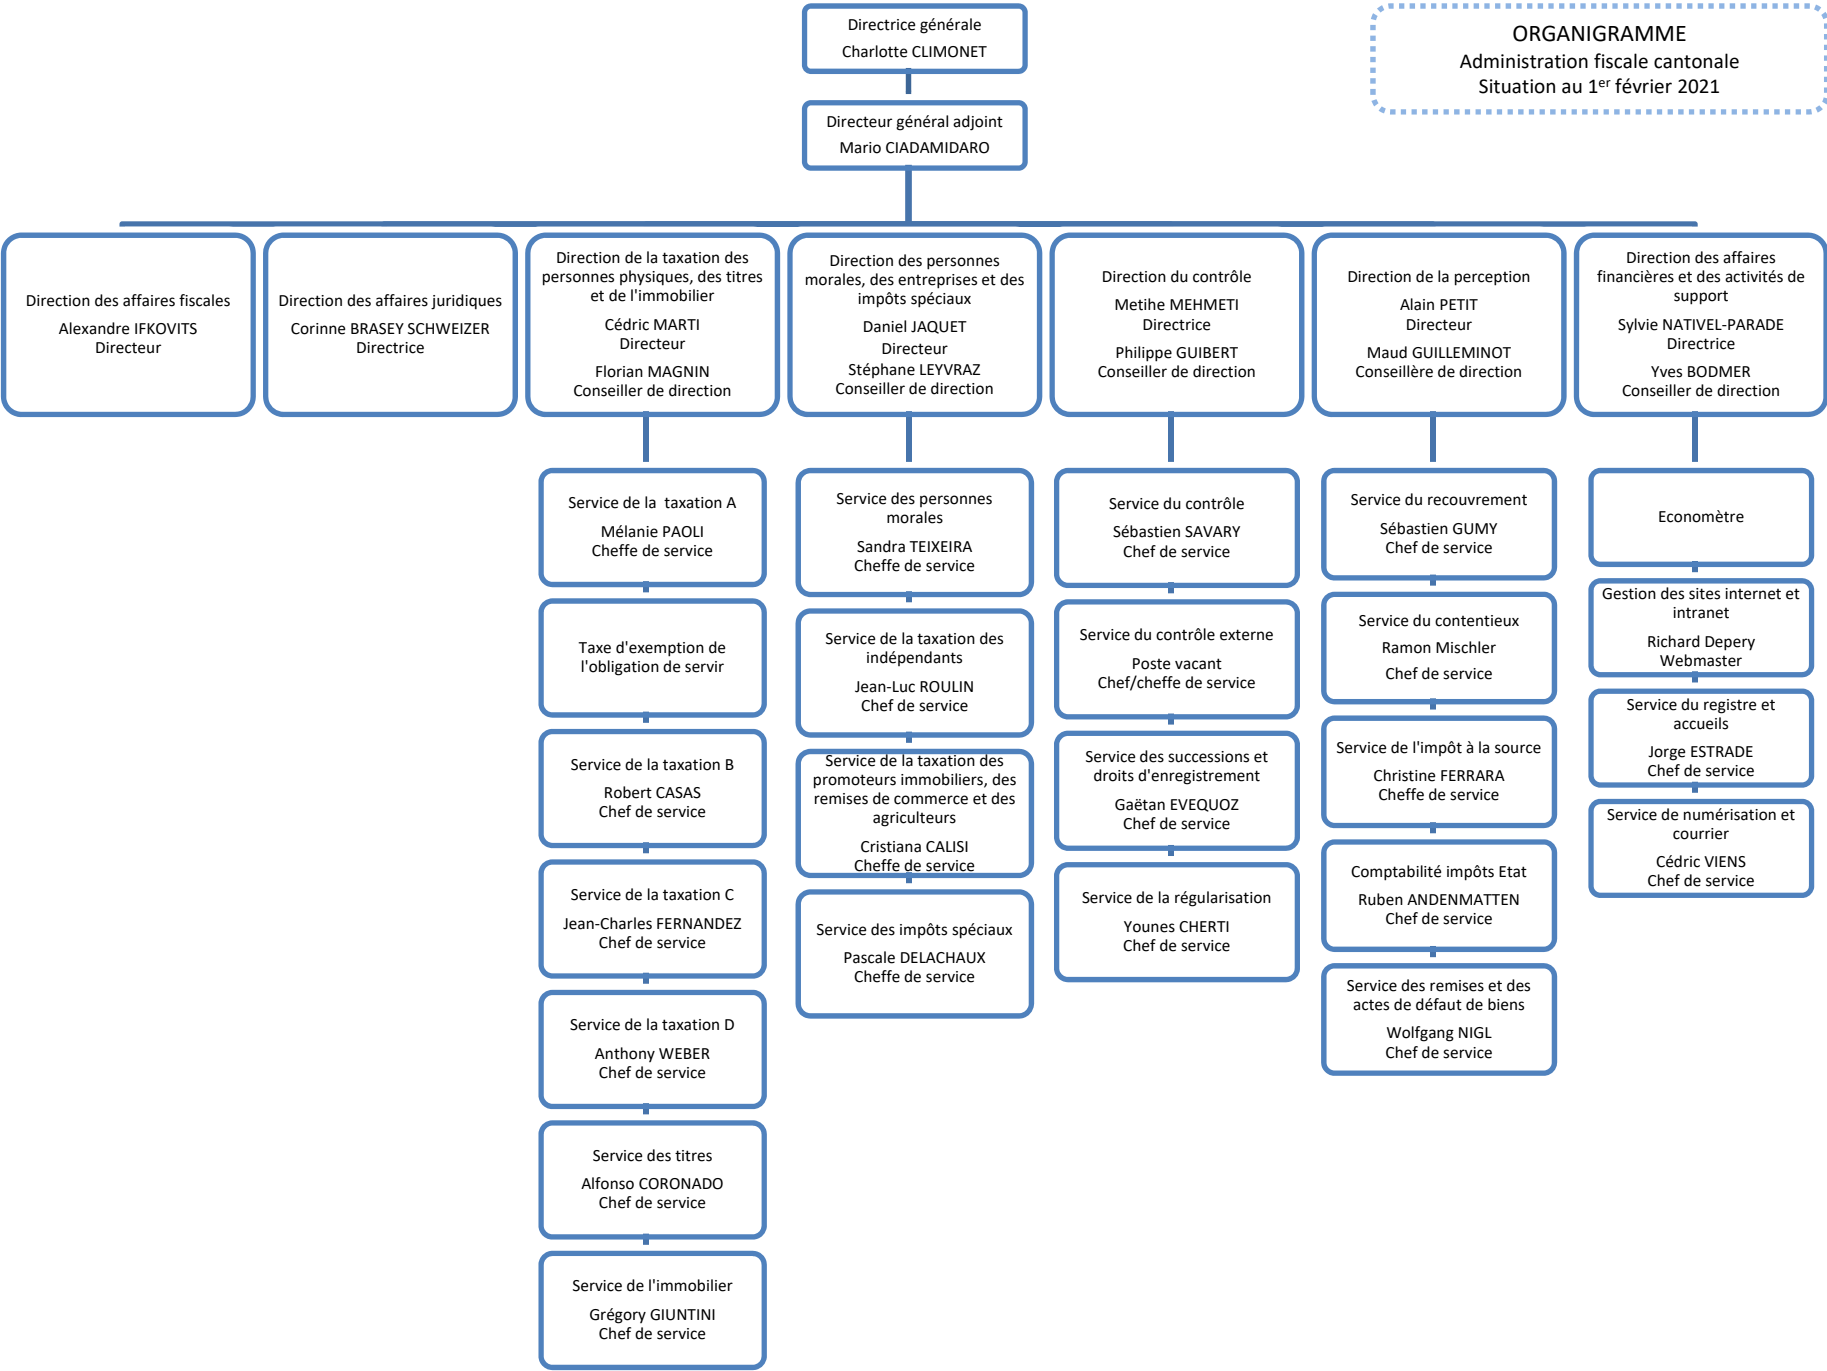 Directrice générale
Charlotte CLIMONET
ORGANIGRAMME
Administration fiscale cantonale
Situation au 1er février 2021
Directeur général adjoint
Mario CIADAMIDARO
Direction des affaires fiscales
Alexandre IFKOVITS
Directeur
Direction des affaires juridiques
Corinne BRASEY SCHWEIZER
Directrice
Direction de la taxation des
personnes physiques, des titres
et de l'immobilier
Cédric MARTI
Directeur
Florian MAGNIN
Conseiller de direction
Direction des personnes
morales, des entreprises et des
impôts spéciaux
Daniel JAQUET
Directeur
Stéphane LEYVRAZ
Conseiller de direction
Direction du contrôle
Metihe MEHMETI
Directrice
Philippe GUIBERT
Conseiller de direction
Direction de la perception
Alain PETIT
Directeur
Maud GUILLEMINOT
Conseillère de direction
Direction des affaires
financières et des activités de
support
Sylvie NATIVEL-PARADE
Directrice
Yves BODMER
Conseiller de direction
Service de la  taxation A
Mélanie PAOLI
Cheffe de service
Taxe d'exemption de
l'obligation de servir
Service de la taxation B
Robert CASAS
Chef de service
Service de la taxation C
Jean-Charles FERNANDEZ
Chef de service
Service de la taxation D
Anthony WEBER
Chef de service
Service des titres
Alfonso CORONADO
Chef de service
Service de l'immobilier
Grégory GIUNTINI
Chef de service
Service des personnes
morales
Sandra TEIXEIRA
Cheffe de service
Service de la taxation des
indépendants
Jean-Luc ROULIN
Chef de service
Service de la taxation des
promoteurs immobiliers, des
remises de commerce et des
agriculteurs
Cristiana CALISI
Cheffe de service
Service des impôts spéciaux
Pascale DELACHAUX
Cheffe de service
Service du contrôle
Sébastien SAVARY
Chef de service
Service du contrôle externe
Poste vacant
Chef/cheffe de service
Service des successions et
droits d'enregistrement
Gaëtan EVEQUOZ
Chef de service
Service de la régularisation
Younes CHERTI
Chef de service
Service du recouvrement
Sébastien GUMY
Chef de service
Service du contentieux
Ramon Mischler
Chef de service
Service de l'impôt à la source
Christine FERRARA
Cheffe de service
Comptabilité impôts Etat
Ruben ANDENMATTEN
Chef de service
Service des remises et des
actes de défaut de biens
Wolfgang NIGL
Chef de service
Economètre
Gestion des sites internet et
intranet
Richard Depery
Webmaster
Service du registre et
accueils
Jorge ESTRADE
Chef de service
Service de numérisation et
courrier
Cédric VIENS
Chef de service